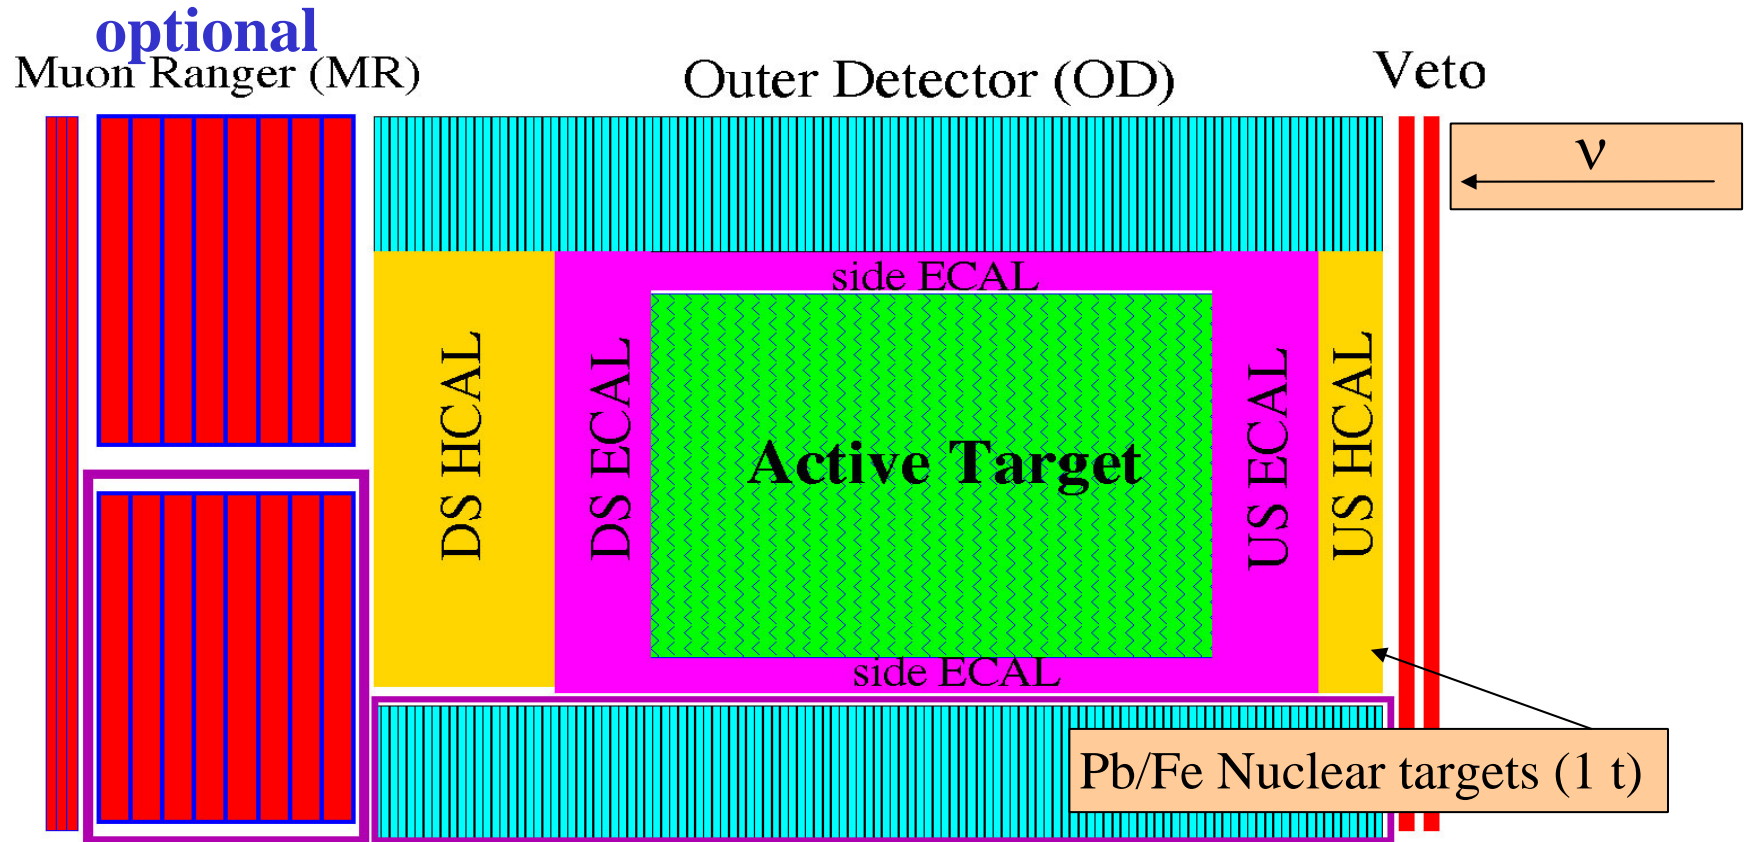 optional
Muon Ranger (MR)
Outer Detector (OD)
Veto
ν
side ECAL
DS HCAL
DS ECAL
Active Target
US ECAL
US HCAL
side ECAL
Pb/Fe Nuclear targets (1 t)